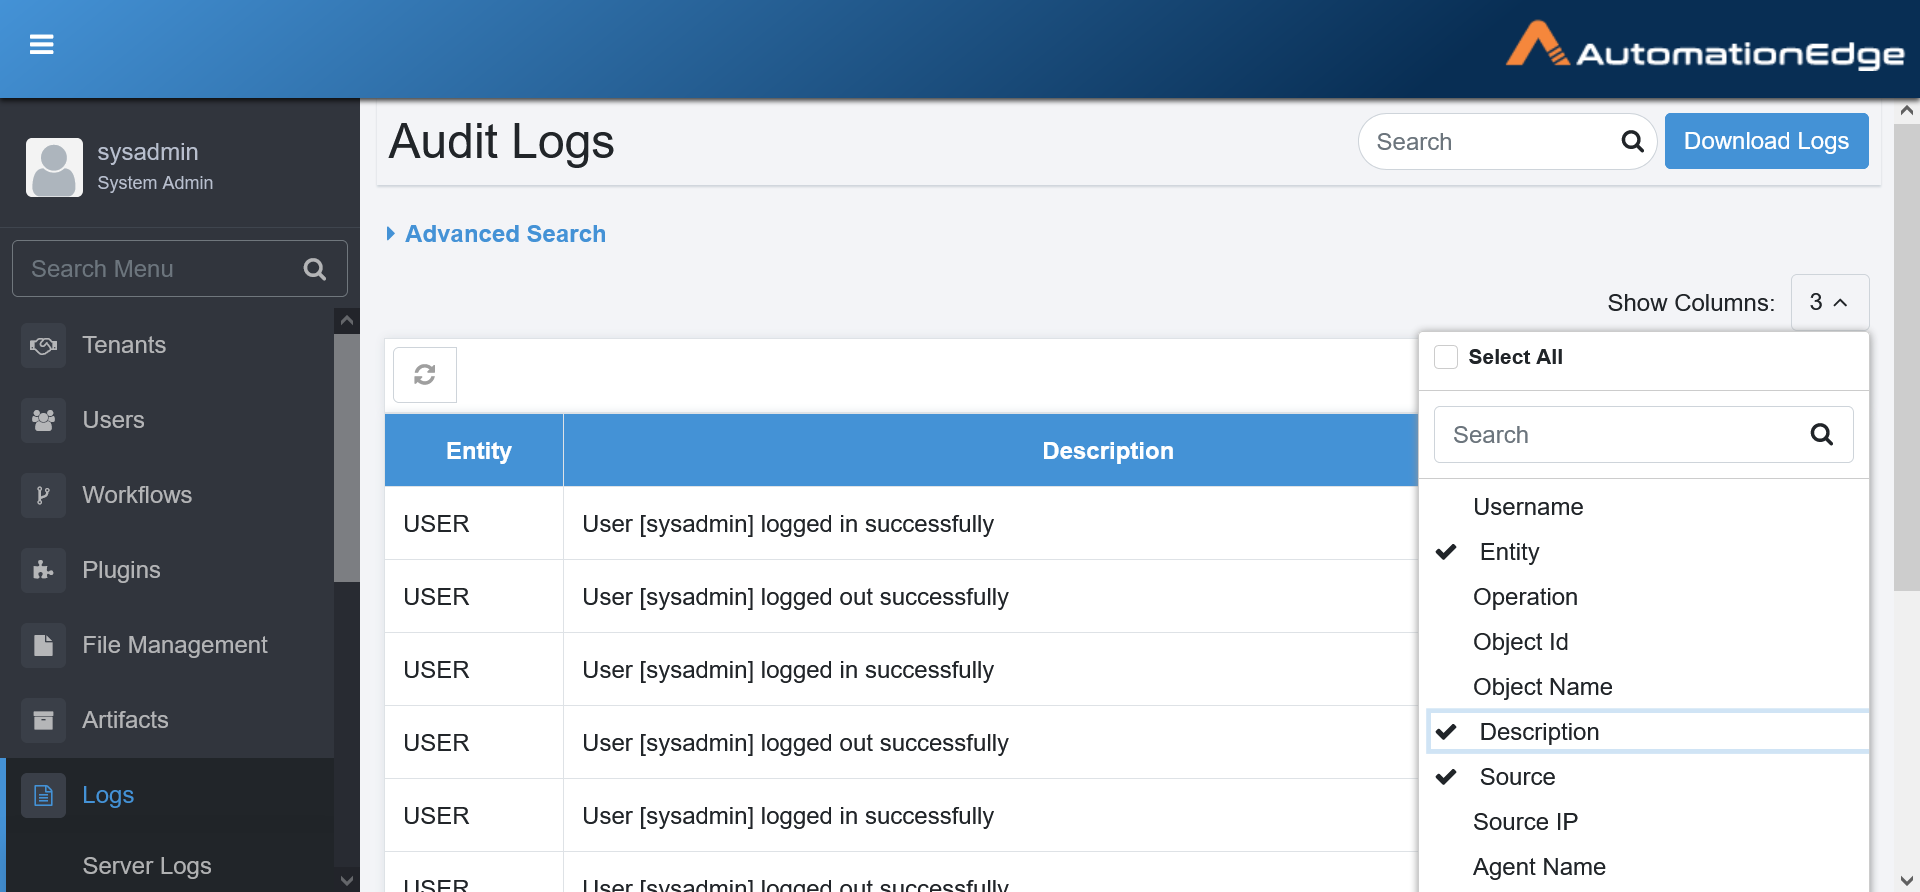 AutomationEdge
sysadmin
System Admin
Search Menu
Tenants
Users
Workflows
Plugins
File Management
Artifacts
Logs
Server Logs
Audit Logs
Search
Download Logs
Advanced Search
Show Columns: 3
Select All
Search
Username
Entity
Operation
Object Id
Object Name
Description
Source
Source IP
Agent Name
Entity Description
USER User [sysadmin] logged in successfully
USER User [sysadmin] logged out successfully
USER User [sysadmin] logged in successfully
USER User [sysadmin] logged out successfully
USER User [sysadmin] logged in successfully
USER User [sysadmin] logged out successfully